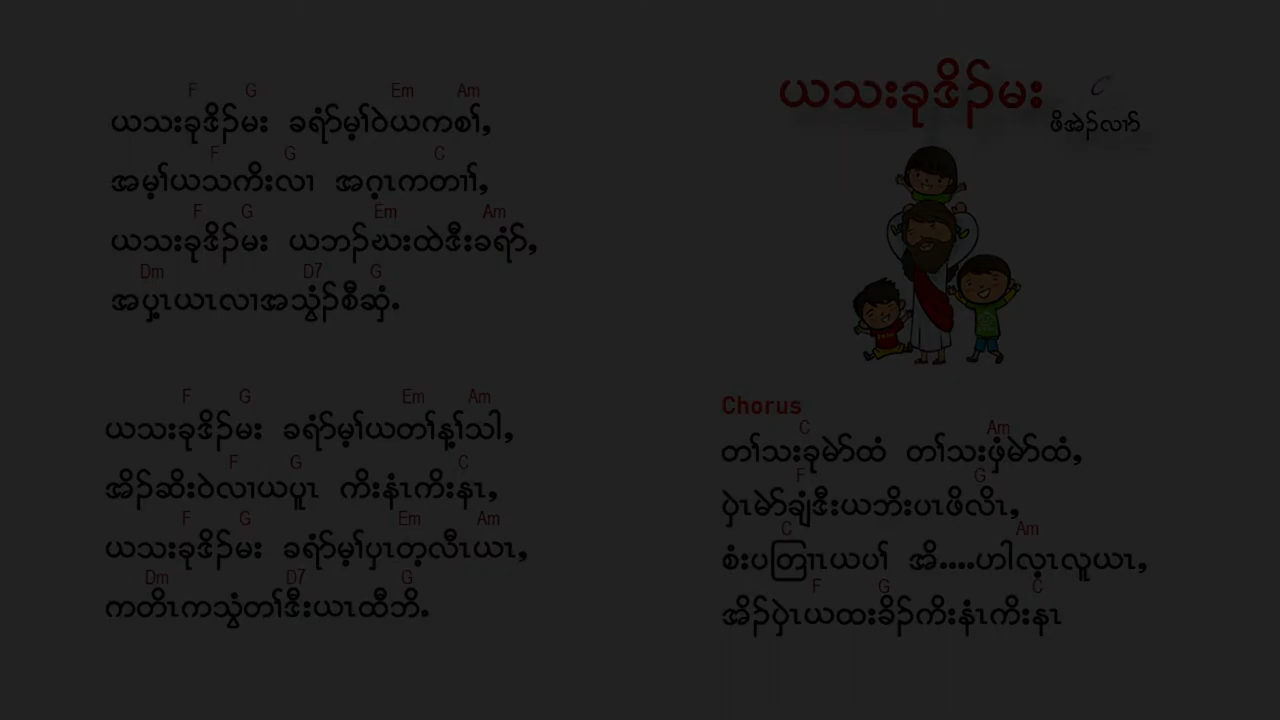 F G Em Am
ယသးခုဒိၣ်မး ခရံာ်မ့ၢ်ဝဲယကစၢ်,
F G C
အမ့ၢ်ယသကိးလၢ အဂ့ၤကတၢၢ်,
F G Em Am
ယသးခုဒိၣ်မး ယဘၣ်ဃးထဲဒီးခရံာ်,
Dm D7 G
အပှ့ၤယၤလၢအသွံၣ်စီဆှံ.
F G Em Am
ယသးခုဒိၣ်မး ခရံာ်မ့ၢ်ယတၢ်န့ၢ်သါ,
F G C
အိၣ်ဆိးဝဲလၢယပူၤ ကိးနံၤကိးနၤ,
F G Em Am
ယသးခုဒိၣ်မး ခရံာ်မ့ၢ်ပှၤတ့လီၤယၤ,
Dm D7 G
ကတိၤကသွံတၢ်ဒီးယၤထီဘိ.
ယသးခုဒိၣ်မး C
ဖိအဲၣ်လၢာ်
Chorus
C Am
တၢ်သးခုမဲာ်ထံ တၢ်သးဖှံမဲာ်ထံ,
F G
ပှဲၤမဲာ်ချံဒီးယဘိးပၤဖိလိၤ,
C Am
စံးပတြၢၤယပၢ် အိ....ဟါလ့ၤလူယၤ,
F G C
အိၣ်ပှဲၤယထးခိၣ်ကိးနံၤကိးနၤ